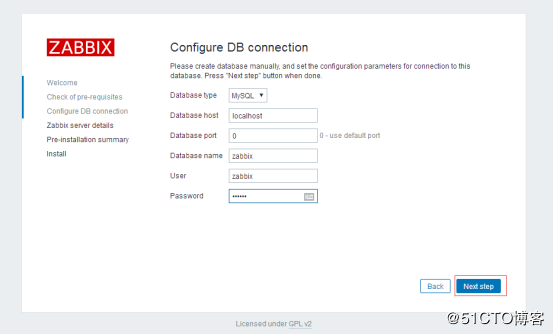 ZABBIX
Welcome
Check of pre-requisites
Configure DB connection
Zabbix server details
Pre-installation summary
Install
Configure DB connection
Please create database manually, and set the configuration parameters for connection to this
database. Press "Next step" button when done.
Database type MySQL
Database host localhost
Database port 0 0 - use default port
Database name zabbix
User zabbix
Password ••••••
Back Next step
Licensed under GPL v2
@51CTO博客